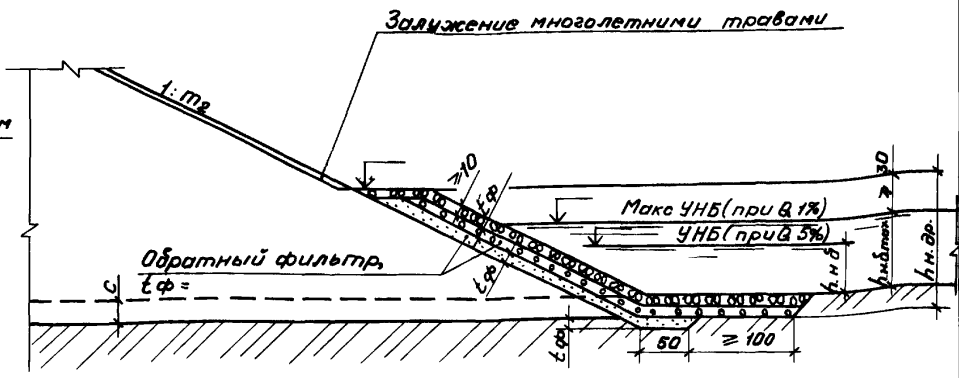 Залужение многолетними травами
1:m₂
м
≥10
tф
Макс УНБ (при Q 1%)
УНБ (при Q 5%)
Обратный фильтр,
tф =
tф
с
tф
50
≥ 100
h н.б
≥ 30
h н.б max
h н.др.